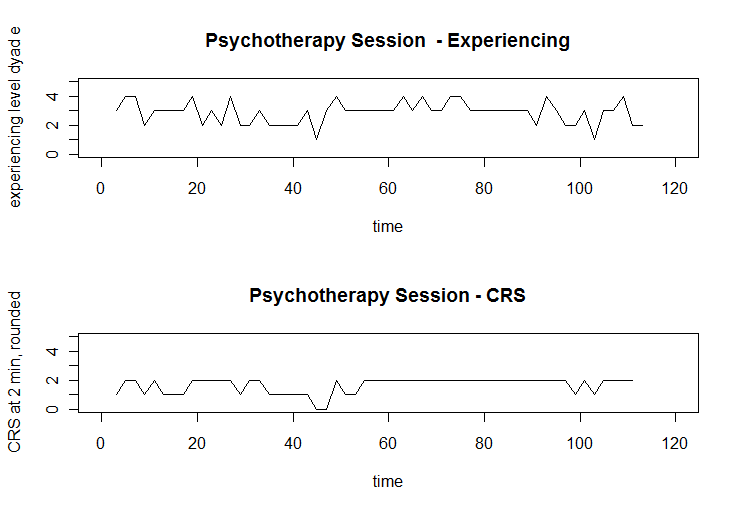 Psychotherapy Session - Experiencing
experiencing level dyad e
0 2 4
0 20 40 60 80 100 120
time
Psychotherapy Session - CRS
CRS at 2 min, rounded
0 2 4
0 20 40 60 80 100 120
time